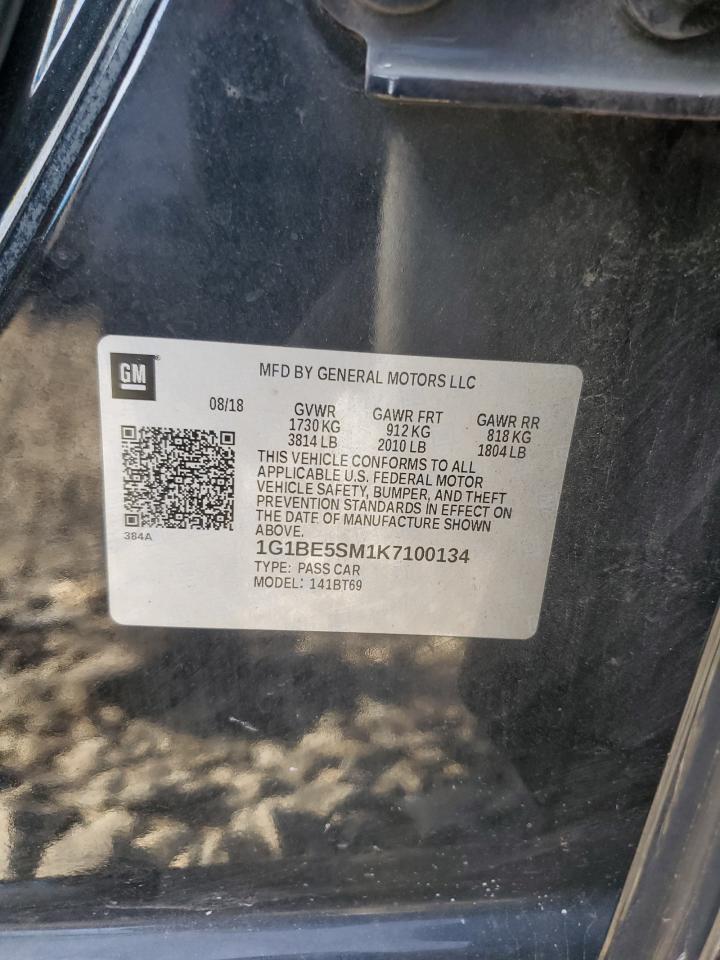 GM
MFD BY GENERAL MOTORS LLC
08/18 GVWR GAWR FRT GAWR RR
1730 KG 912 KG 818 KG
3814 LB 2010 LB 1804 LB
THIS VEHICLE CONFORMS TO ALL
APPLICABLE U.S. FEDERAL MOTOR
VEHICLE SAFETY, BUMPER, AND THEFT
PREVENTION STANDARDS IN EFFECT ON
THE DATE OF MANUFACTURE SHOWN
ABOVE.
384A
1G1BE5SM1K7100134
TYPE: PASS CAR
MODEL: 141BT69